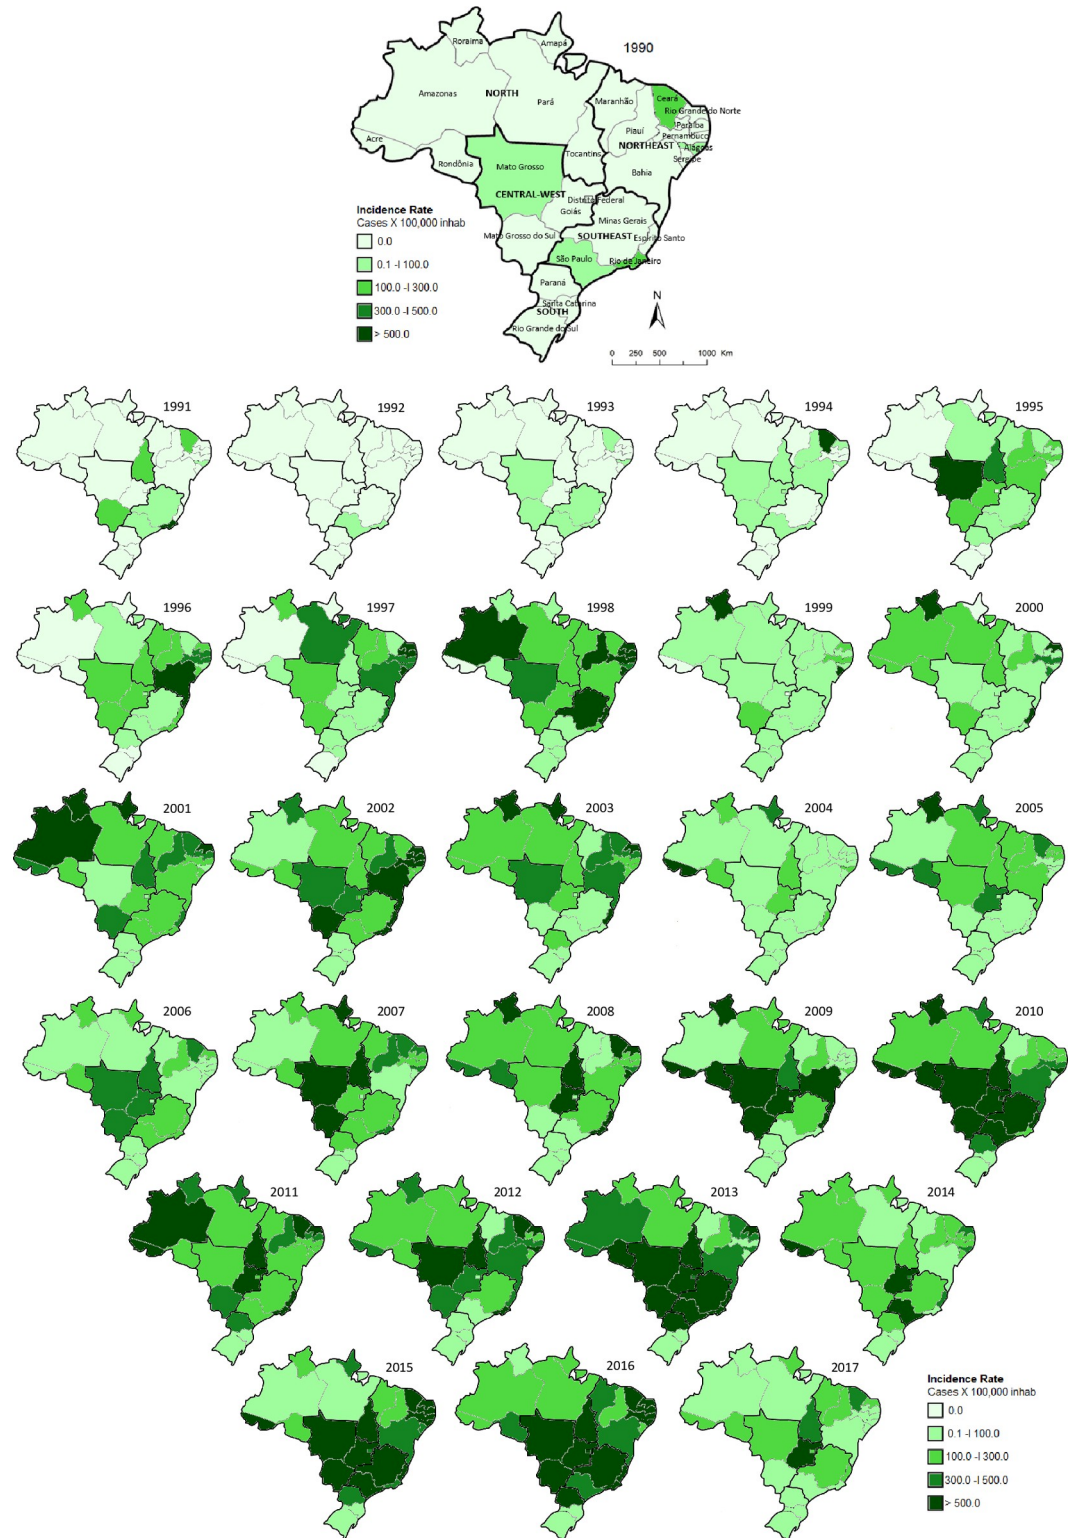 1990
Roraima
Amapá
Amazonas
NORTH
Pará
Maranhão
Ceará
Rio Grande do Norte
Paraíba
Piauí
Pernambuco
NORTHEAST
Alagoas
Sergipe
Acre
Rondônia
Mato Grosso
Tocantins
Bahia
CENTRAL-WEST
Distrito Federal
Goiás
Minas Gerais
Mato Grosso do Sul
SOUTHEAST
Espírito Santo
São Paulo
Rio de Janeiro
Paraná
Santa Catarina
SOUTH
Rio Grande do Sul
Incidence Rate
Cases X 100,000 inhab
0.0
0.1 -I 100.0
100.0 -I 300.0
300.0 -I 500.0
> 500.0
N
0 250 500 1000 Km
1991 1992 1993 1994 1995
1996 1997 1998 1999 2000
2001 2002 2003 2004 2005
2006 2007 2008 2009 2010
2011 2012 2013 2014
2015 2016 2017
Incidence Rate
Cases X 100,000 inhab
0.0
0.1 -I 100.0
100.0 -I 300.0
300.0 -I 500.0
> 500.0